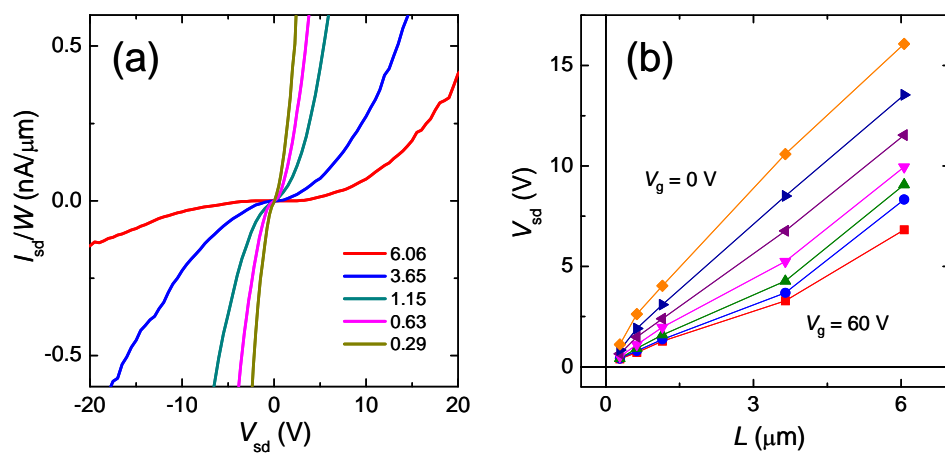 (a)
0.5
0.0
-0.5
I_sd/W (nA/μm)
6.06
3.65
1.15
0.63
0.29
-20 -10 0 10 20
V_sd (V)
(b)
15
10
5
0
V_sd (V)
V_g = 0 V
V_g = 60 V
0 3 6
L (μm)